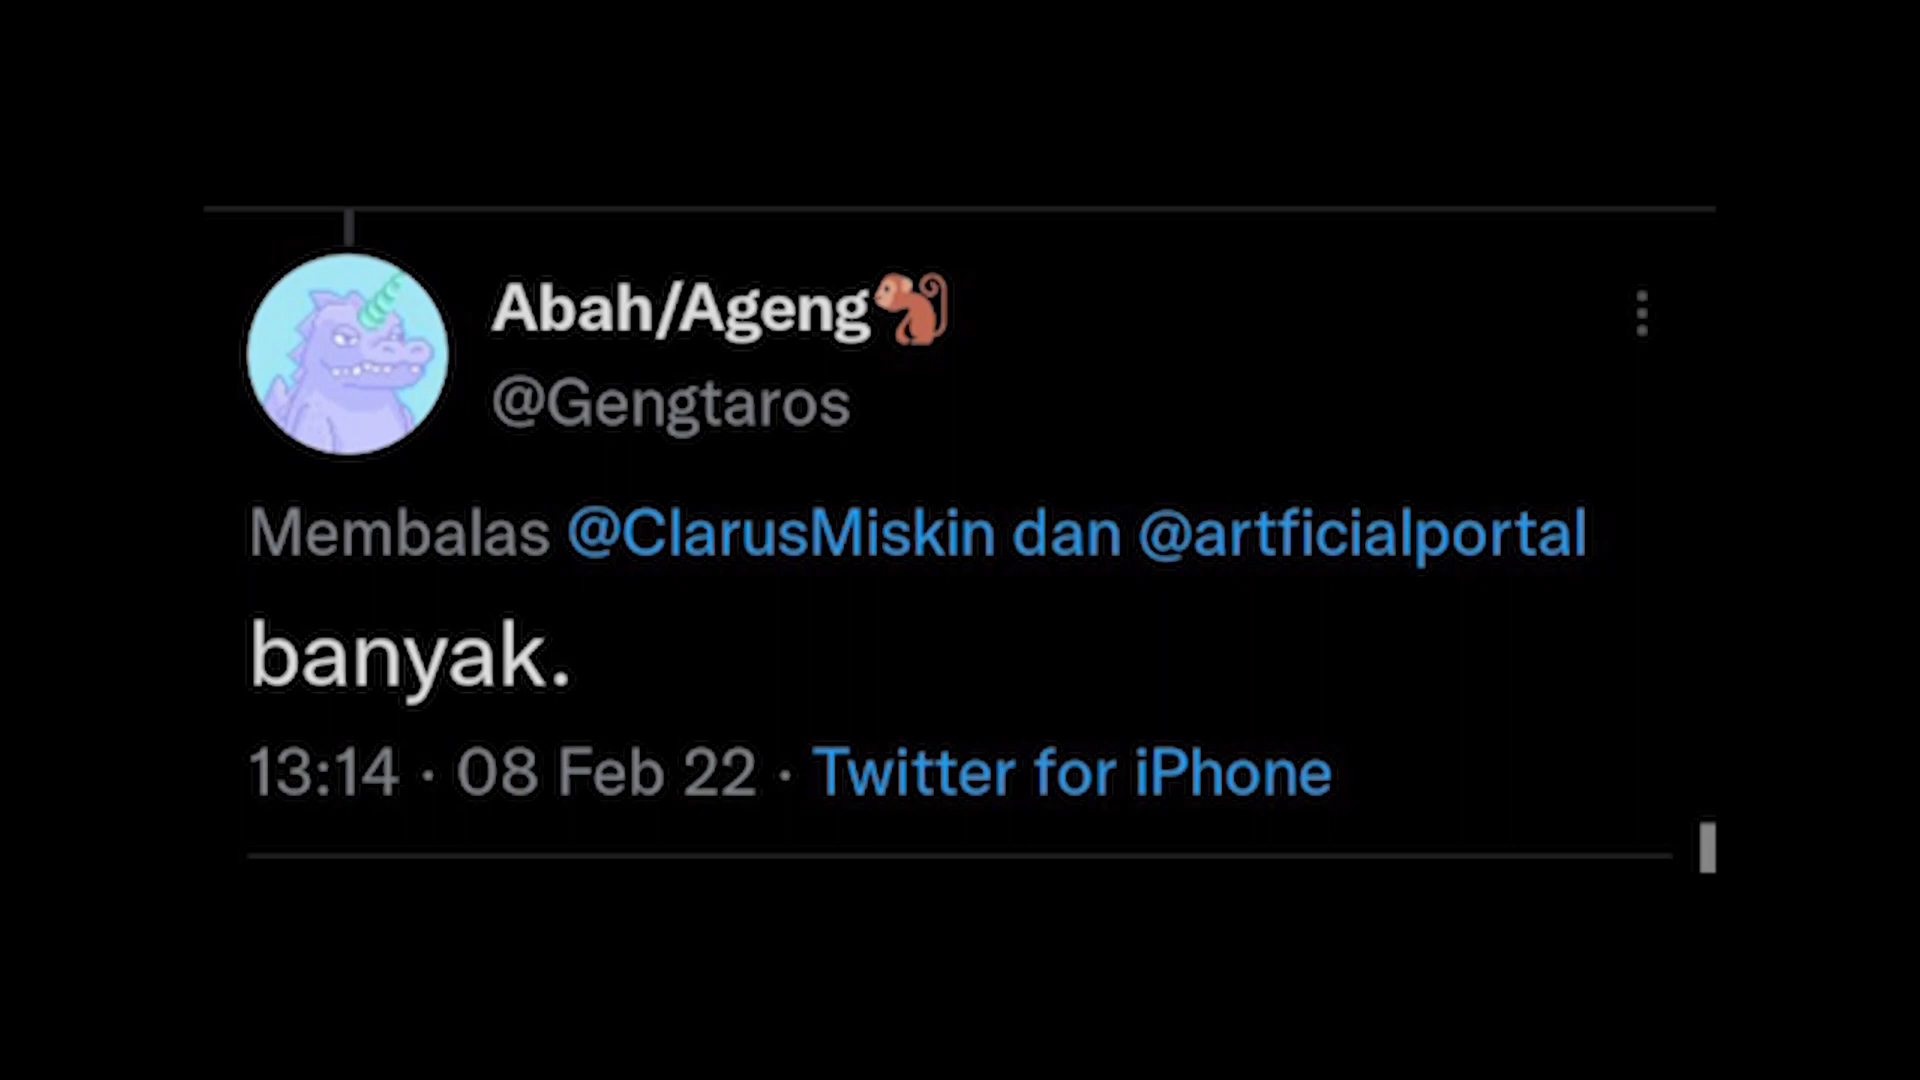 Abah/Ageng🐒
@Gengtaros
Membalas @ClarusMiskin dan @artficialportal
banyak.
13:14 · 08 Feb 22 · Twitter for iPhone